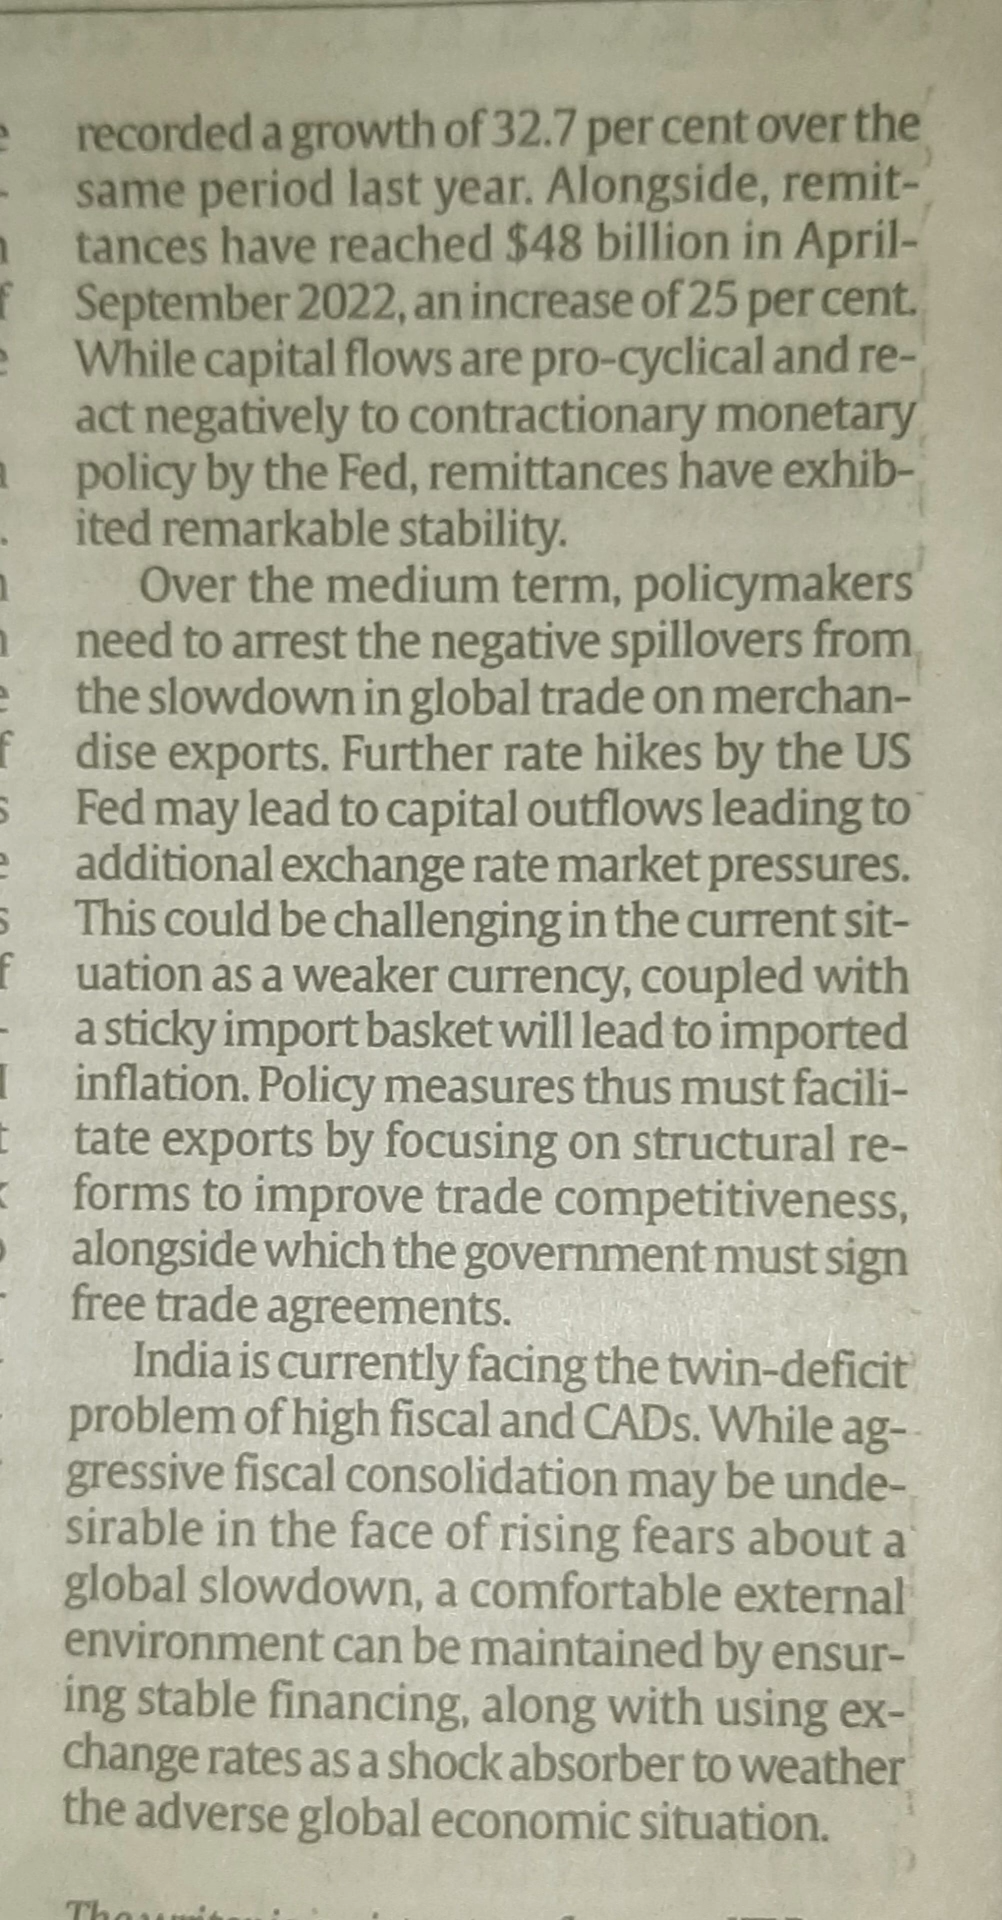 recorded a growth of 32.7 per cent over the
same period last year. Alongside, remit-
tances have reached $48 billion in April-
September 2022, an increase of 25 per cent.
While capital flows are pro-cyclical and re-
act negatively to contractionary monetary
policy by the Fed, remittances have exhib-
ited remarkable stability.
Over the medium term, policymakers
need to arrest the negative spillovers from
the slowdown in global trade on merchan-
dise exports. Further rate hikes by the US
Fed may lead to capital outflows leading to
additional exchange rate market pressures.
This could be challenging in the current sit-
uation as a weaker currency, coupled with
a sticky import basket will lead to imported
inflation. Policy measures thus must facili-
tate exports by focusing on structural re-
forms to improve trade competitiveness,
alongside which the government must sign
free trade agreements.
India is currently facing the twin-deficit
problem of high fiscal and CADs. While ag-
gressive fiscal consolidation may be unde-
sirable in the face of rising fears about a
global slowdown, a comfortable external
environment can be maintained by ensur-
ing stable financing, along with using ex-
change rates as a shock absorber to weather
the adverse global economic situation.